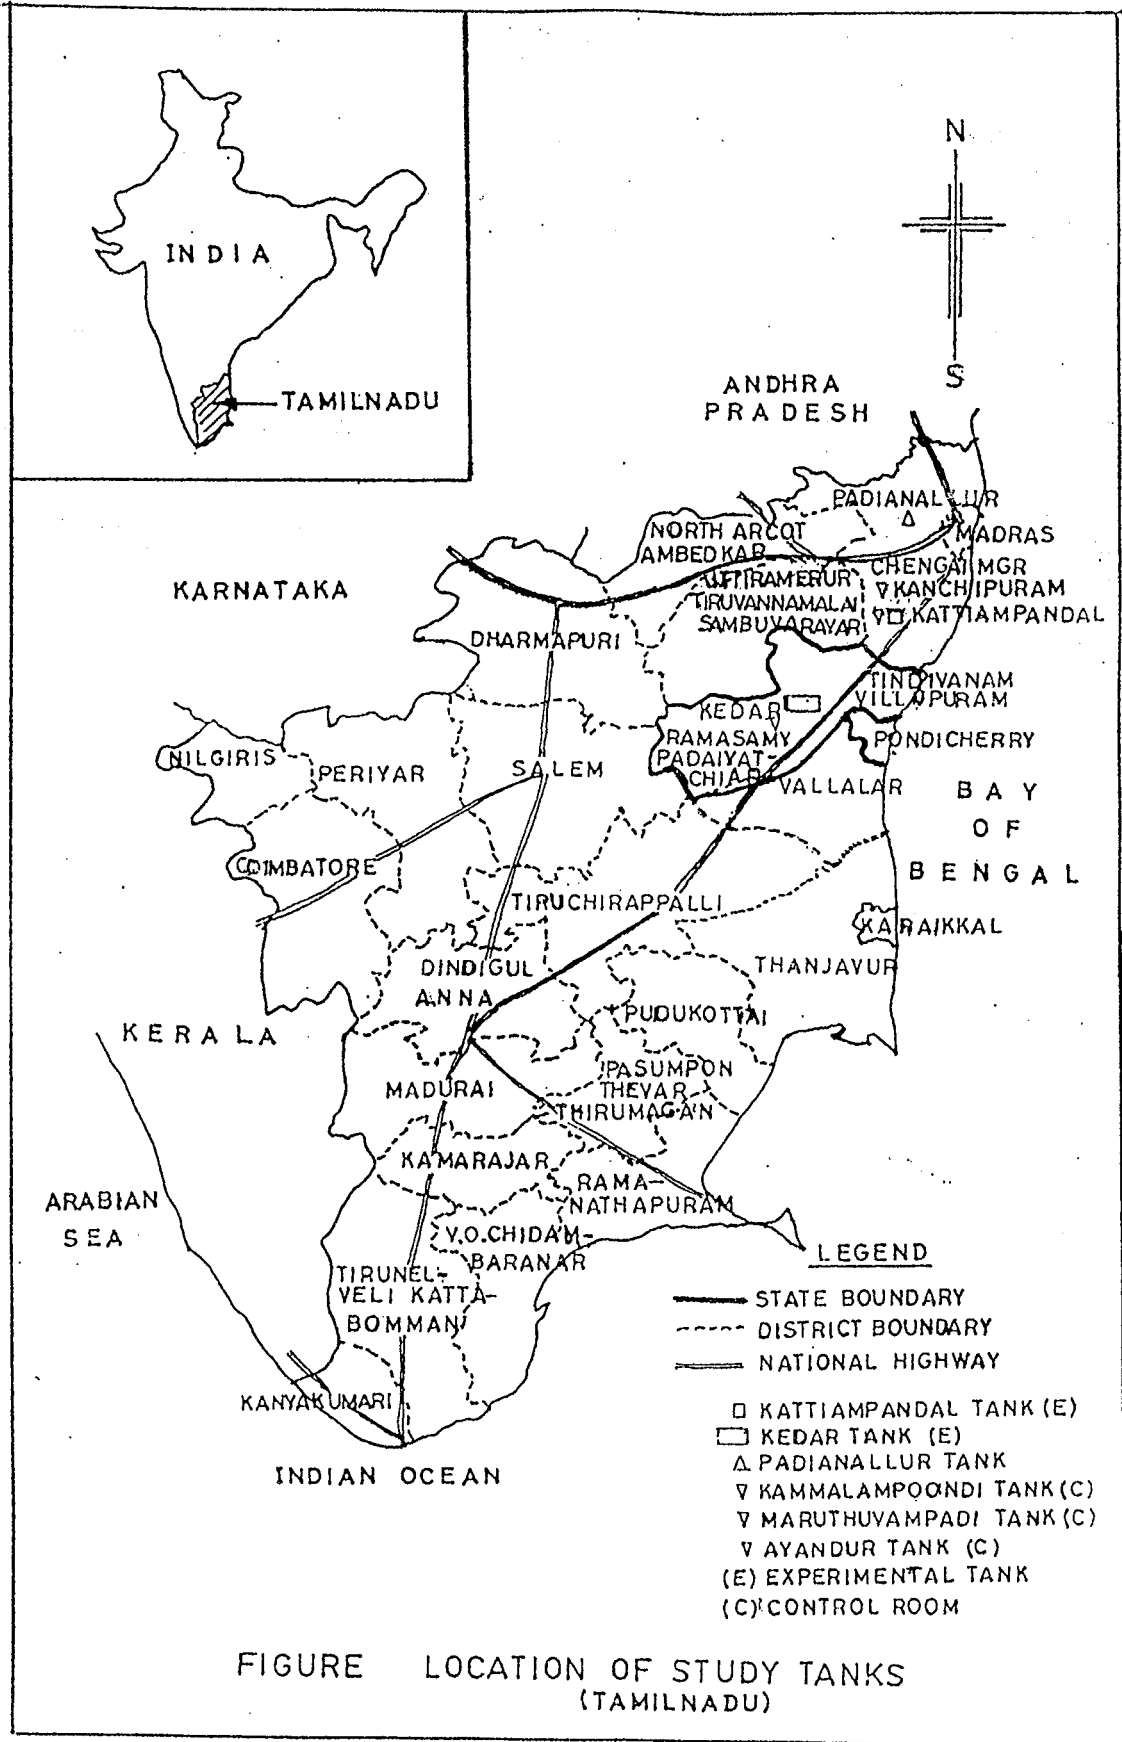 INDIA
TAMILNADU
N
S
ANDHRA
PRADESH
PADIANALLUR
NORTH ARCOT
AMBEDKAR
MADRAS
CHENGAI MGR
UTTIRAMERUR
KANCHIPURAM
KARNATAKA
TIRUVANNAMALAI
KATTIAMPANDAL
SAMBUVARAYAR
DHARMAPURI
TINDIVANAM
VILLUPURAM
KEDAR
RAMASAMY
PADAIYAT-
CHIAR
PONDICHERRY
NILGIRIS
PERIYAR
SALEM
VALLALAR
BAY
OF
BENGAL
COIMBATORE
TIRUCHIRAPPALLI
KARAIKKAL
DINDIGUL
ANNA
THANJAVUR
PUDUKOTTAI
KERALA
PASUMPON
THEVAR
THIRUMAGAN
MADURAI
KAMARAJAR
RAMA-
NATHAPURAM
ARABIAN
SEA
V.O.CHIDAM-
BARANAR
TIRUNEL-
VELI KATTA-
BOMMAN
KANYAKUMARI
INDIAN OCEAN
LEGEND
STATE BOUNDARY
DISTRICT BOUNDARY
NATIONAL HIGHWAY
KATTIAMPANDAL TANK (E)
KEDAR TANK (E)
PADIANALLUR TANK
KAMMALAMPOONDI TANK (C)
MARUTHUVAMPADI TANK (C)
AYANDUR TANK (C)
(E) EXPERIMENTAL TANK
(C) CONTROL ROOM
FIGURE LOCATION OF STUDY TANKS
(TAMILNADU)